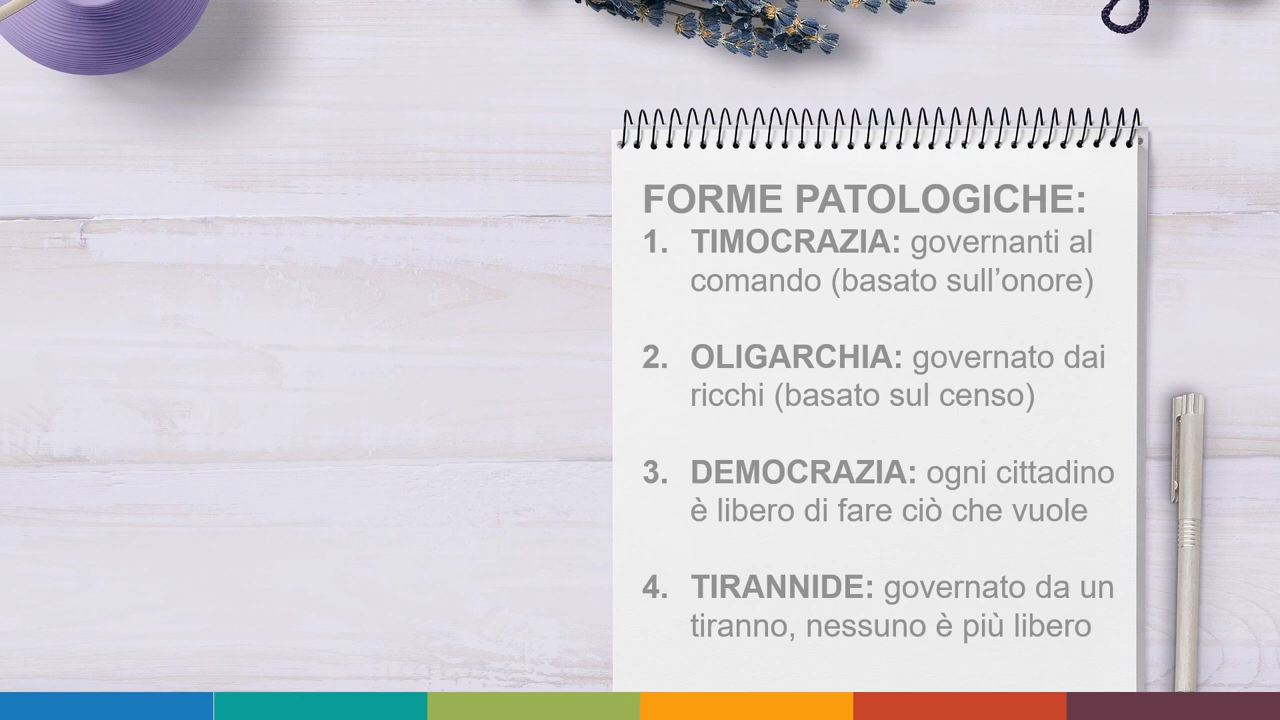 FORME PATOLOGICHE:
1. TIMOCRAZIA: governanti al
comando (basato sull’onore)
2. OLIGARCHIA: governato dai
ricchi (basato sul censo)
3. DEMOCRAZIA: ogni cittadino
è libero di fare ciò che vuole
4. TIRANNIDE: governato da un
tiranno, nessuno è più libero